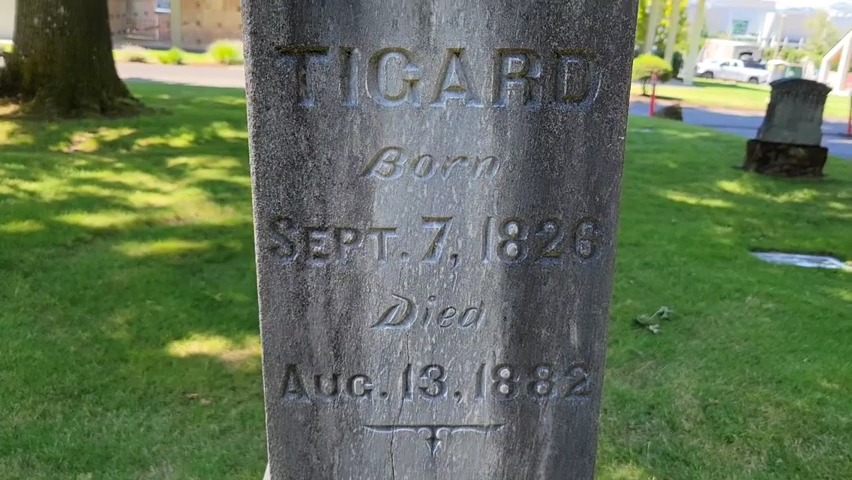 TIGARD
Born
SEPT. 7, 1826
Died
AUG. 13, 1882